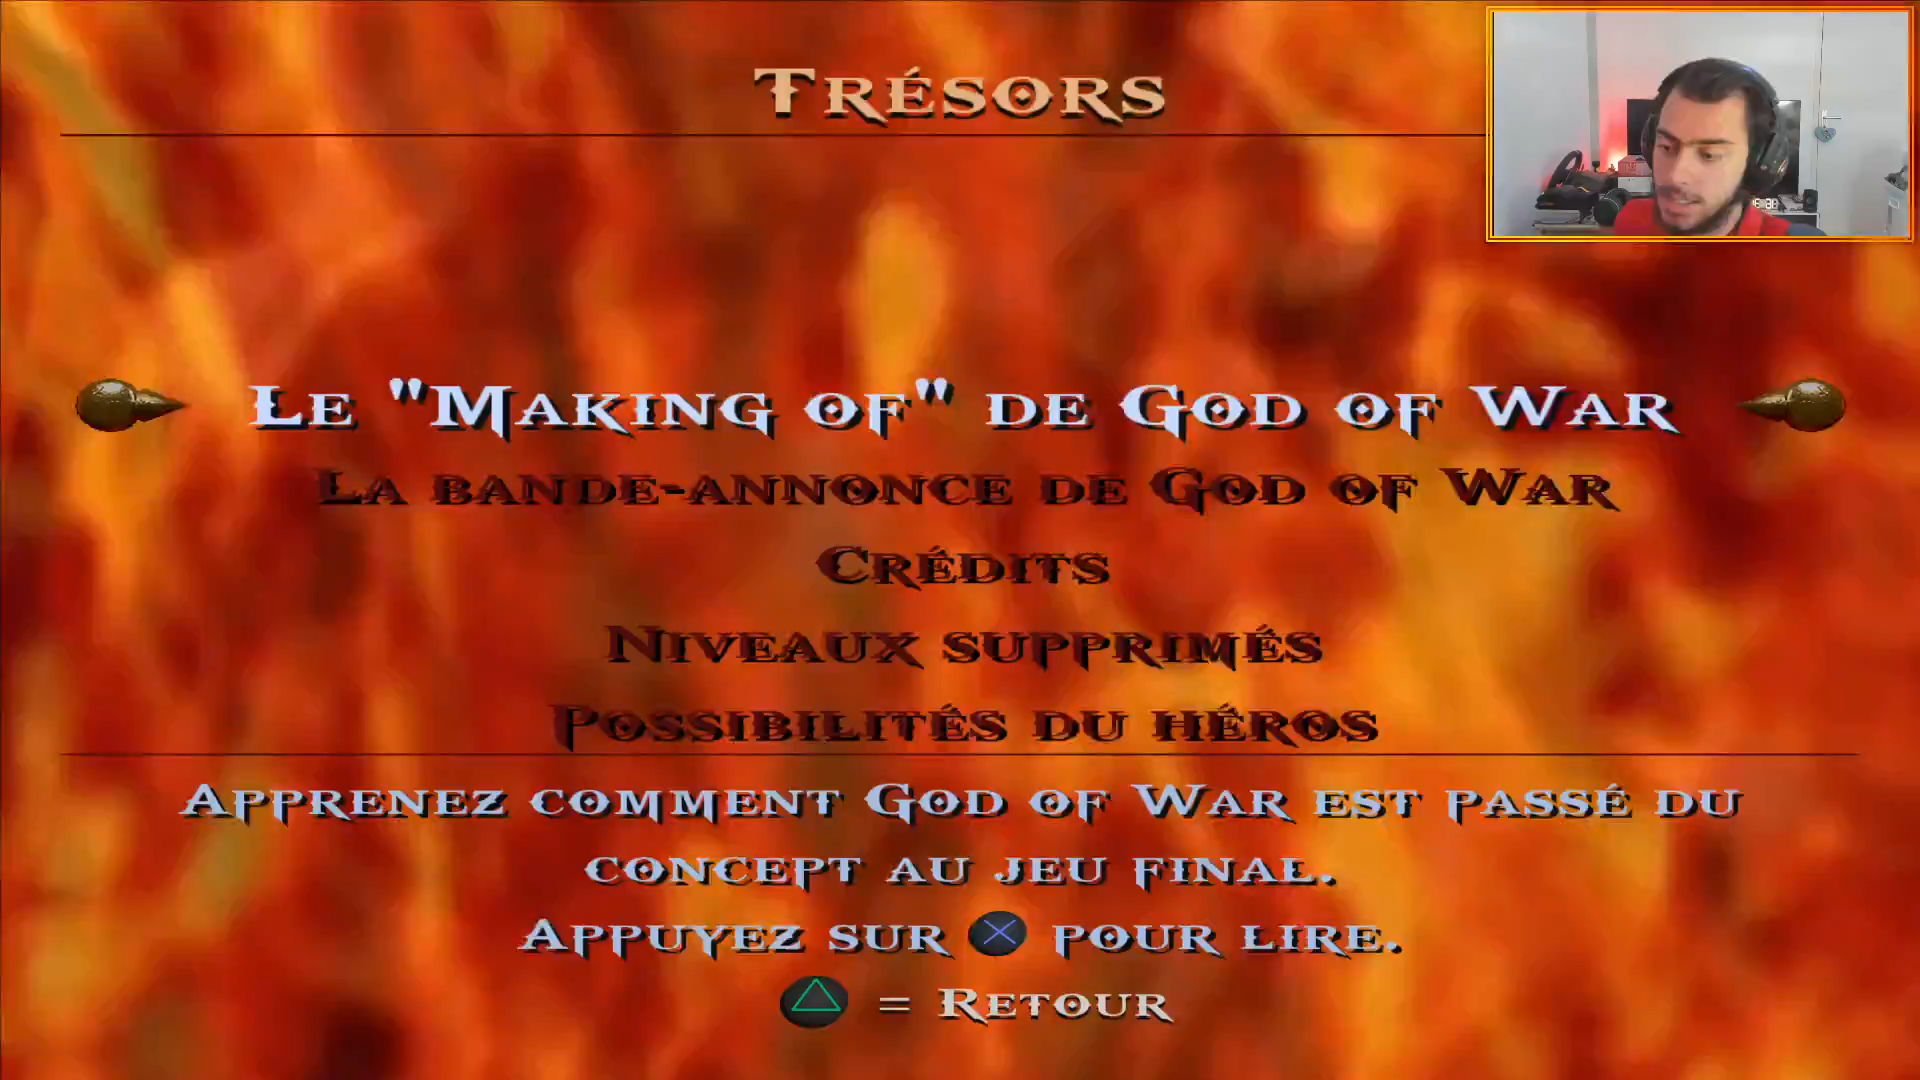 Trésors
Le "Making of" de God of War
La bande-annonce de God of War
Crédits
Niveaux supprimés
Possibilités du héros
Apprenez comment God of War est passé du
concept au jeu final.
Appuyez sur pour lire.
= Retour